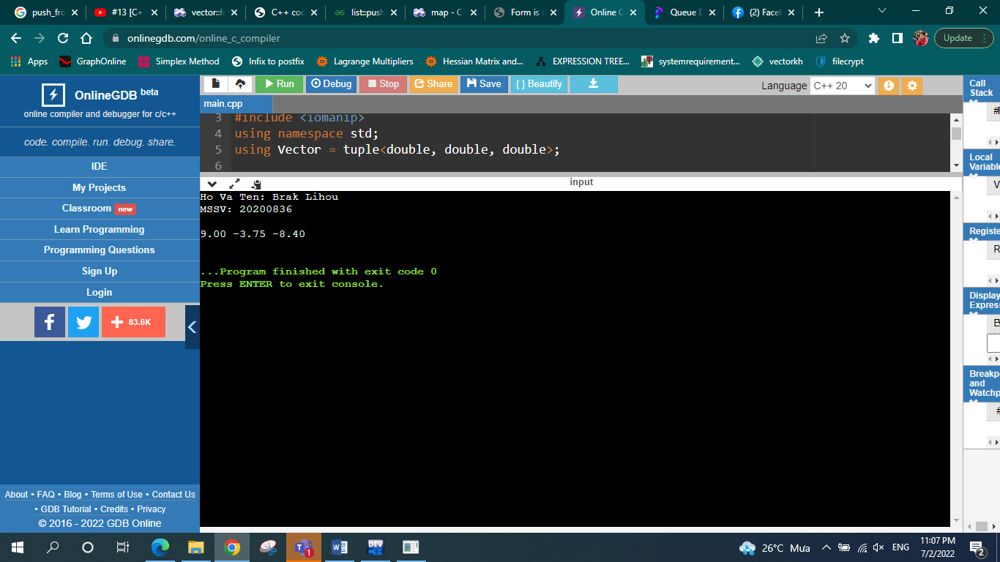 push_fro
#13 [C+
vector::fr
C++ coc
list::push
map - C
Form is r
Online C
Queue D
(2) Facel
onlinegdb.com/online_c_compiler
Update
Apps
GraphOnline
Simplex Method
Infix to postfix
Lagrange Multipliers
Hessian Matrix and...
EXPRESSION TREE...
systemrequirement...
vectorkh
filecrypt
OnlineGDB beta
online compiler and debugger for c/c++
code. compile. run. debug. share.
IDE
My Projects
Classroom new
Learn Programming
Programming Questions
Sign Up
Login
83.6K
About • FAQ • Blog • Terms of Use • Contact Us
• GDB Tutorial • Credits • Privacy
© 2016 - 2022 GDB Online
Run
Debug
Stop
Share
Save
{ } Beautify
Language C++ 20
main.cpp
3 #include <iomanip>
4 using namespace std;
5 using Vector = tuple<double, double, double>;
6
input
Ho Va Ten: Brak Lihou
MSSV: 20200836
9.00 -3.75 -8.40
...Program finished with exit code 0
Press ENTER to exit console.
Call
Stack
#
Local
Variable
V
Registe
R
Display
Expres
Breakp
and
Watchp
#
1
DEV
26°C Mưa
ENG
11:07 PM
7/2/2022
2